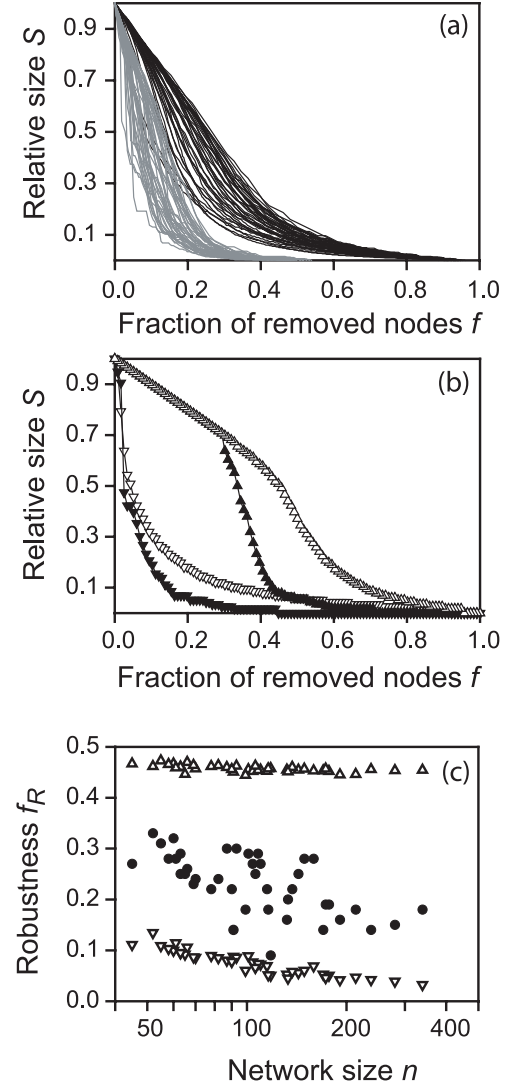 (a)
Relative size S
0.9
0.7
0.5
0.3
0.1
0.0 0.2 0.4 0.6 0.8 1.0
Fraction of removed nodes f
(b)
Relative size S
0.9
0.7
0.5
0.3
0.1
0.0 0.2 0.4 0.6 0.8 1.0
Fraction of removed nodes f
(c)
Robustness fR
0.5
0.4
0.3
0.2
0.1
0.0
50 100 200 400
Network size n